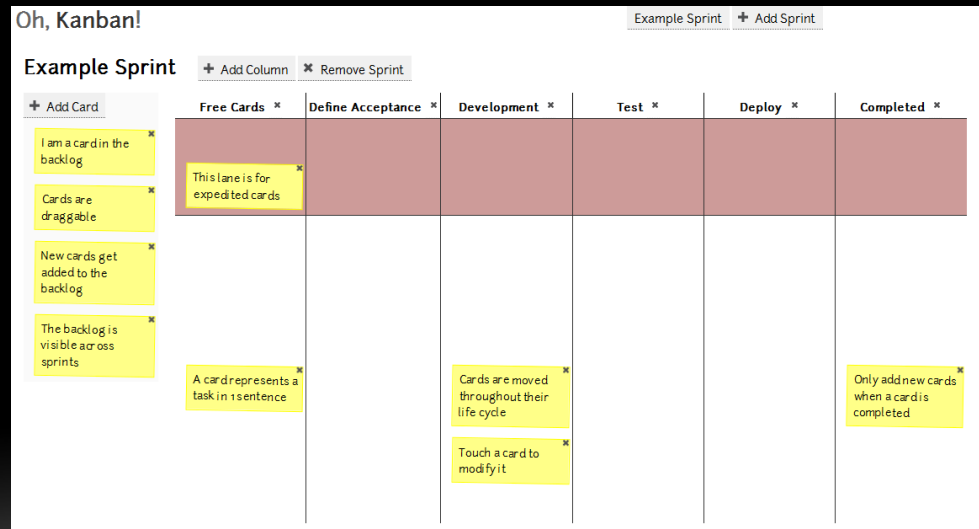 Oh, Kanban!
Example Sprint + Add Sprint
Example Sprint + Add Column × Remove Sprint
+ Add Card
I am a card in the
backlog
Cards are
draggable
New cards get
added to the
backlog
The backlog is
visible across
sprints
Free Cards × Define Acceptance × Development × Test × Deploy × Completed ×
This lane is for
expedited cards
A card represents a
task in 1 sentence
Cards are moved
throughout their
life cycle
Touch a card to
modify it
Only add new cards
when a card is
completed